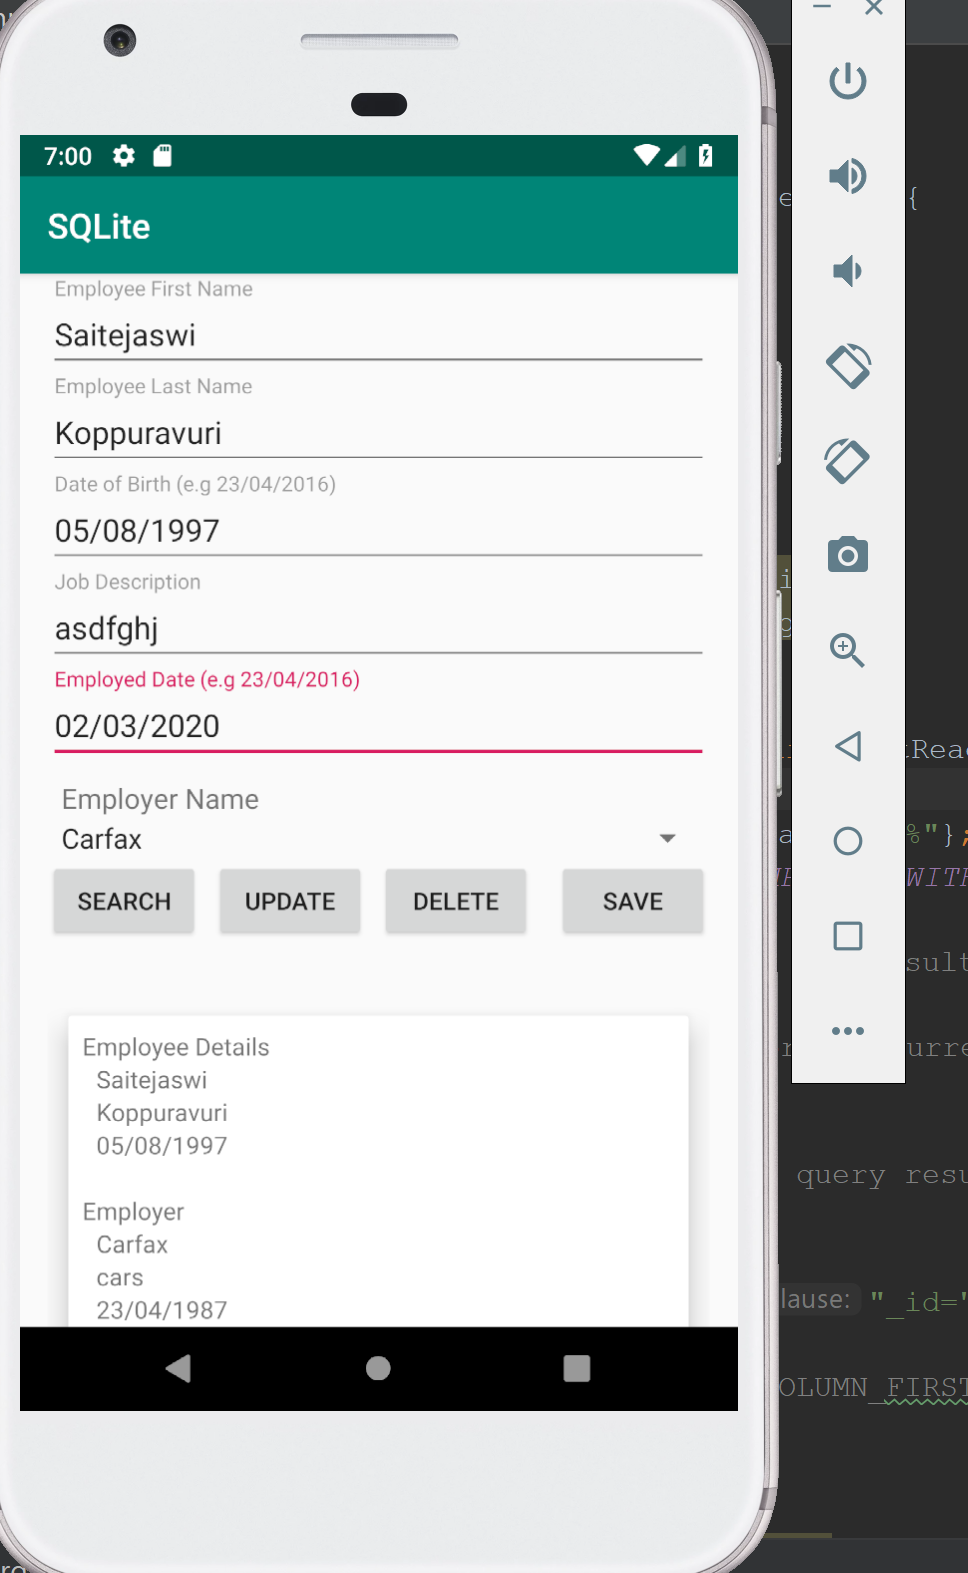 7:00
SQLite
Employee First Name
Saitejaswi
Employee Last Name
Koppuravuri
Date of Birth (e.g 23/04/2016)
05/08/1997
Job Description
asdfghj
Employed Date (e.g 23/04/2016)
02/03/2020
Employer Name
Carfax
SEARCH UPDATE DELETE SAVE
Employee Details
Saitejaswi
Koppuravuri
05/08/1997
Employer
Carfax
cars
23/04/1987
{
tRea
%"};
WITH
sult
urre
query resu
lause: "_id="
OLUMN_FIRST